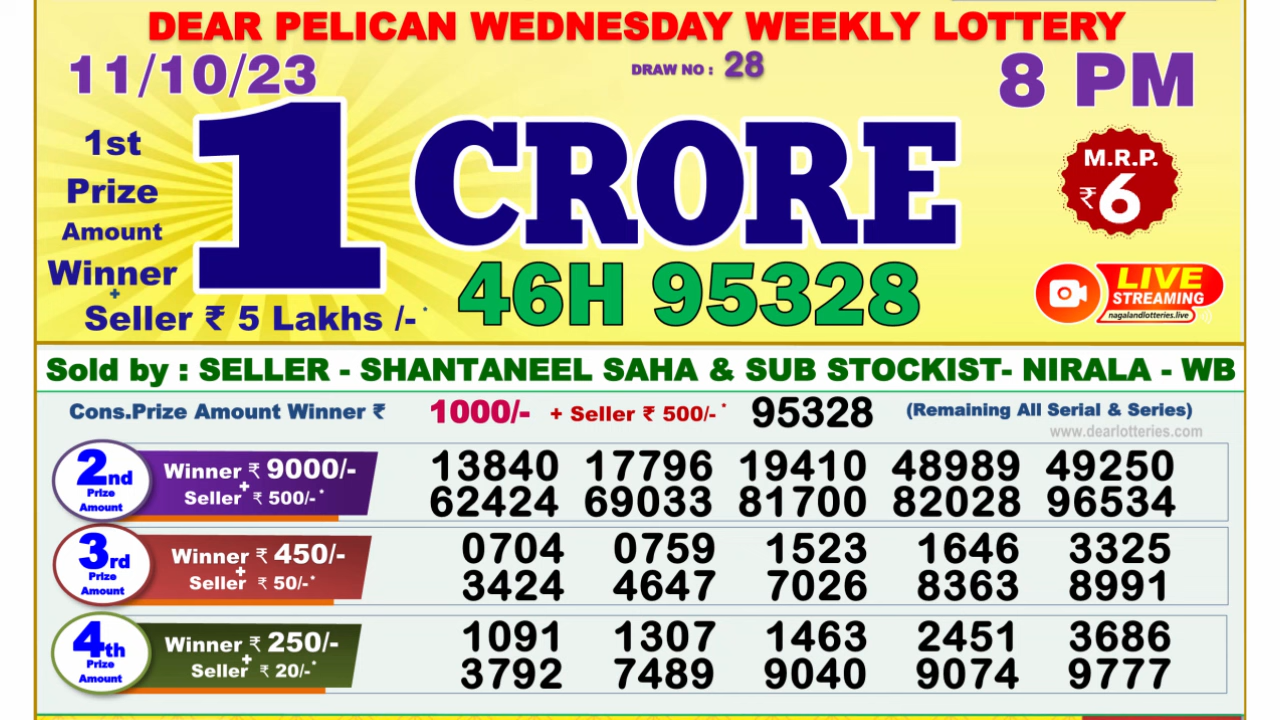 DEAR PELICAN WEDNESDAY WEEKLY LOTTERY
11/10/23
DRAW NO : 28
8 PM
1st
Prize
Amount
Winner
+
Seller ₹ 5 Lakhs /-*
1 CRORE
46H 95328
M.R.P.
₹6
LIVE
STREAMING
nagalandlotteries.live
Sold by : SELLER - SHANTANEEL SAHA & SUB STOCKIST- NIRALA - WB
Cons.Prize Amount Winner ₹ 1000/- + Seller ₹ 500/-* 95328 (Remaining All Serial & Series)
www.dearlotteries.com
2nd
Prize
Amount
Winner ₹ 9000/-
+
Seller ₹ 500/-*
13840 17796 19410 48989 49250
62424 69033 81700 82028 96534
3rd
Prize
Amount
Winner ₹ 450/-
+
Seller ₹ 50/-*
0704 0759 1523 1646 3325
3424 4647 7026 8363 8991
4th
Prize
Amount
Winner ₹ 250/-
+
Seller ₹ 20/-*
1091 1307 1463 2451 3686
3792 7489 9040 9074 9777